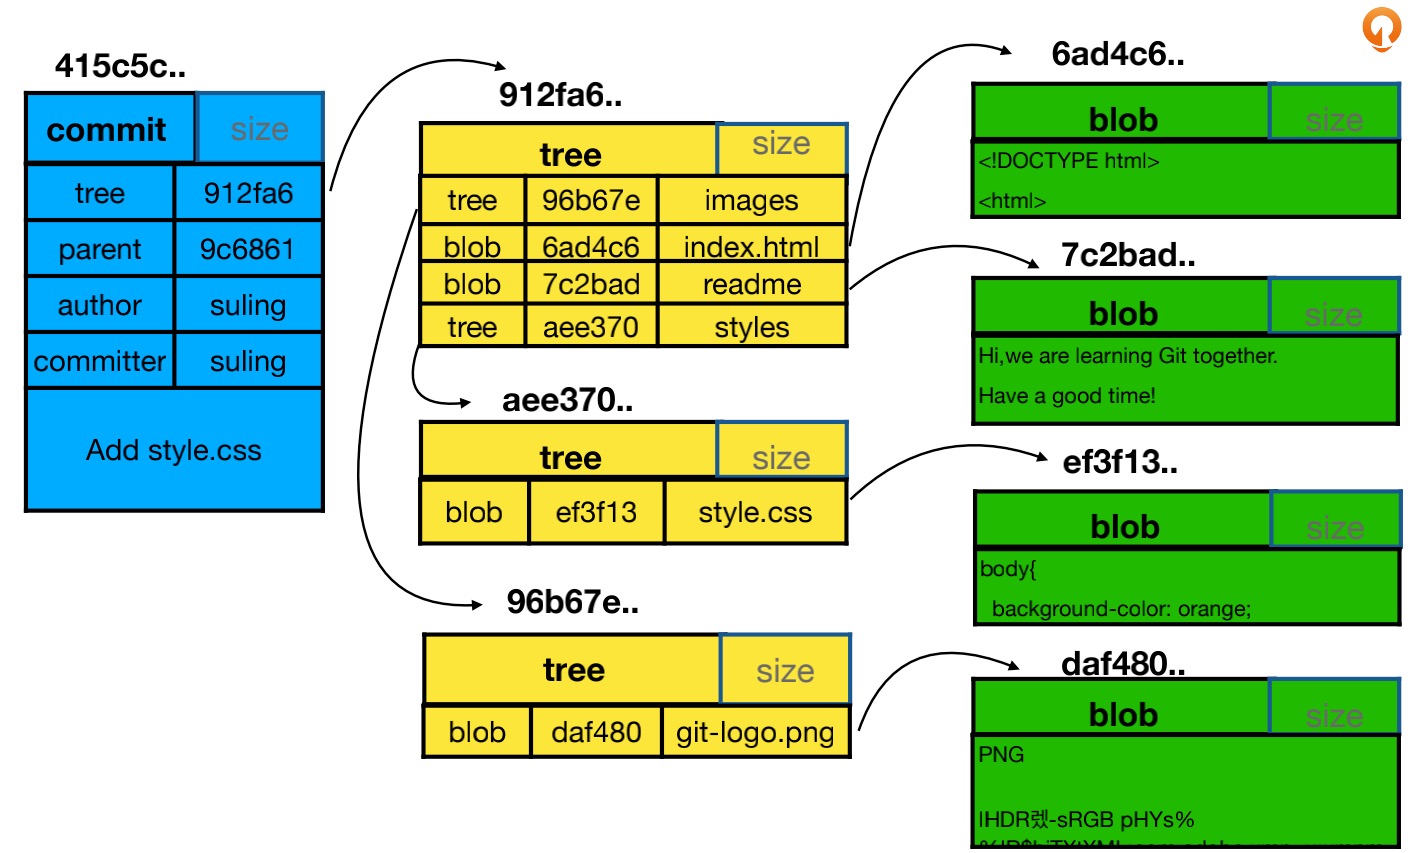 415c5c..
commit size
tree 912fa6
parent 9c6861
author suling
committer suling
Add style.css
912fa6..
tree size
tree 96b67e images
blob 6ad4c6 index.html
blob 7c2bad readme
tree aee370 styles
aee370..
tree size
blob ef3f13 style.css
96b67e..
tree size
blob daf480 git-logo.png
6ad4c6..
blob size
<!DOCTYPE html>
<html>
7c2bad..
blob size
Hi,we are learning Git together.
Have a good time!
ef3f13..
blob size
body{
background-color: orange;
daf480..
blob size
PNG
IHDR렜-sRGB pHYs%